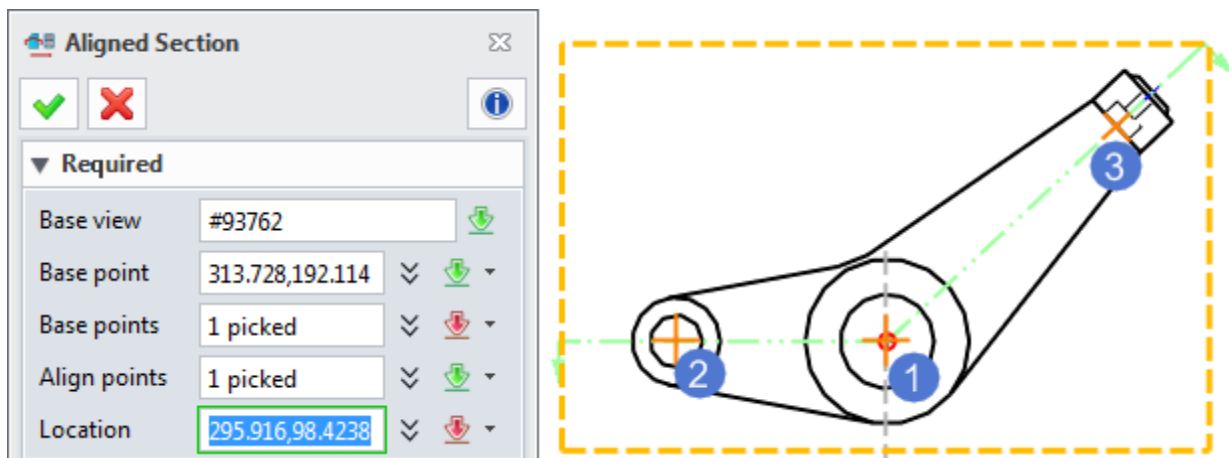 Aligned Section
Required
Base view #93762
Base point 313.728,192.114
Base points 1 picked
Align points 1 picked
Location 295.916,98.4238
3
2 1